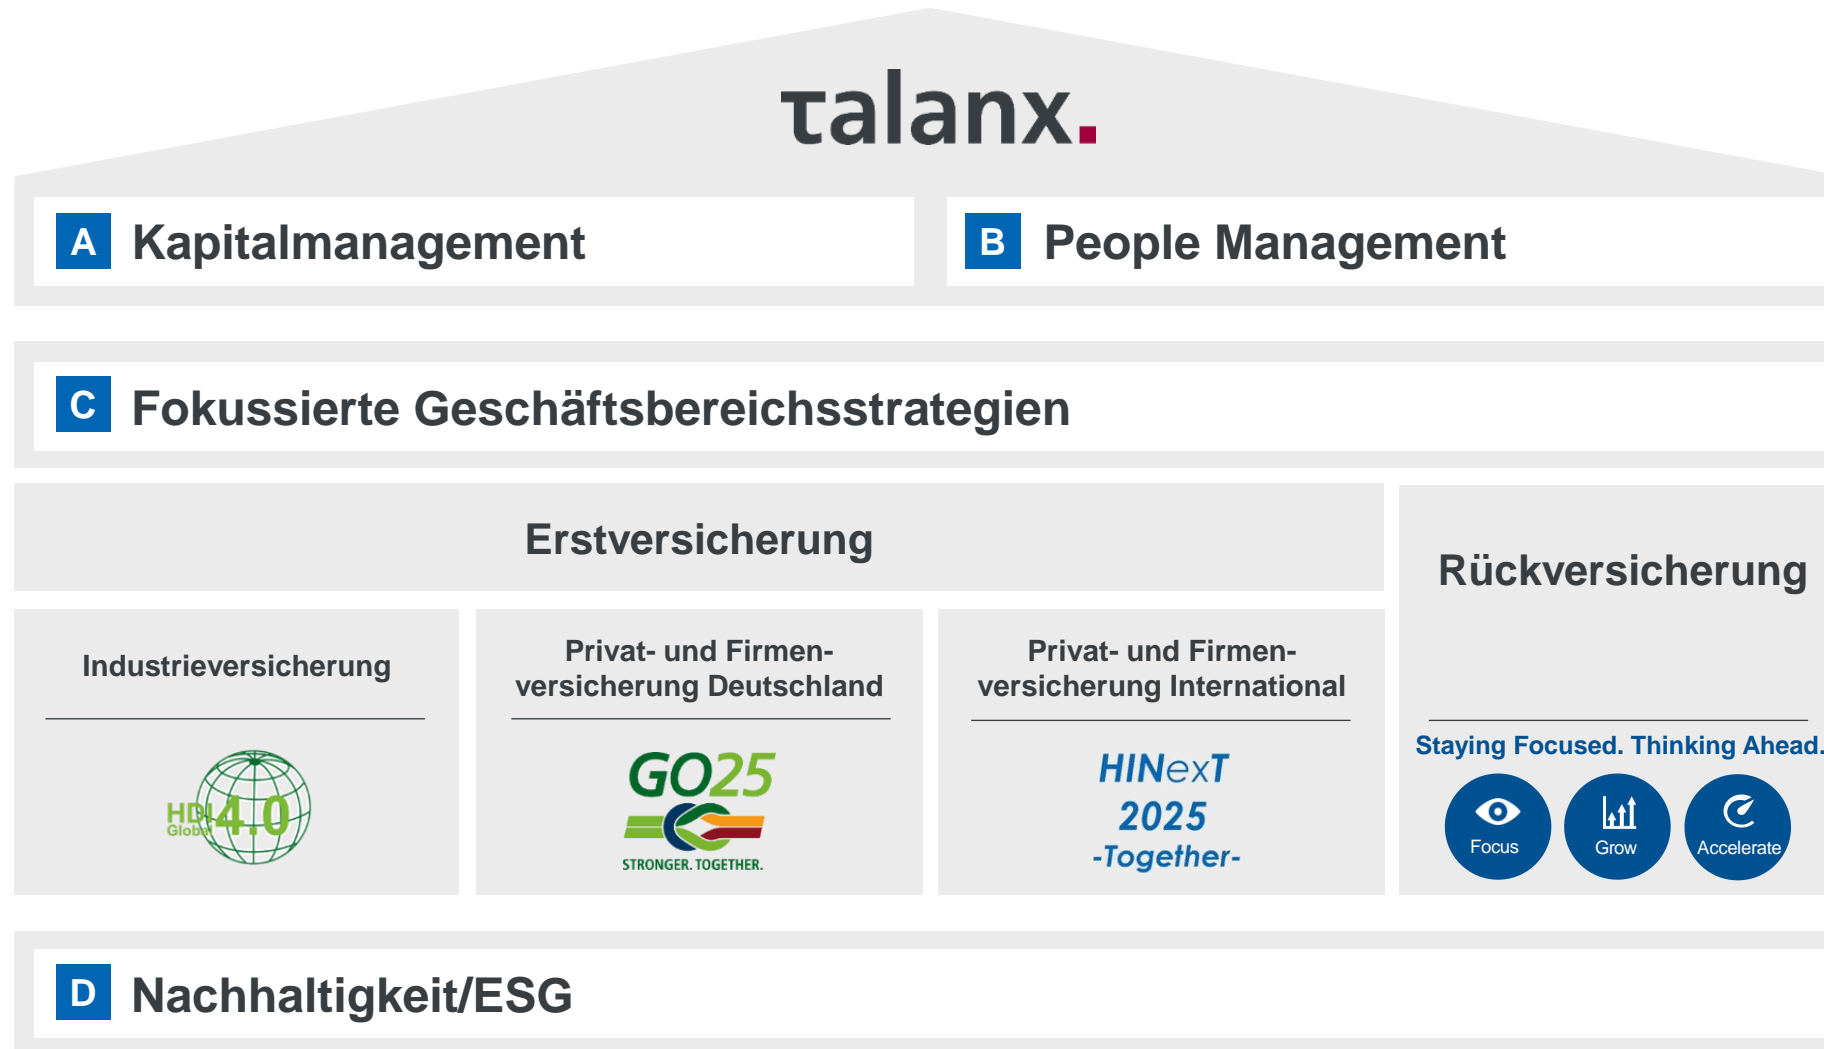 τalanx.
A Kapitalmanagement
B People Management
C Fokussierte Geschäftsbereichsstrategien
Erstversicherung
Rückversicherung
Industrieversicherung
Privat- und Firmen-
versicherung Deutschland
Privat- und Firmen-
versicherung International
HDI
Global
4.0
GO25
STRONGER. TOGETHER.
HINexT
2025
-Together-
Staying Focused. Thinking Ahead.
Focus
Grow
Accelerate
D Nachhaltigkeit/ESG